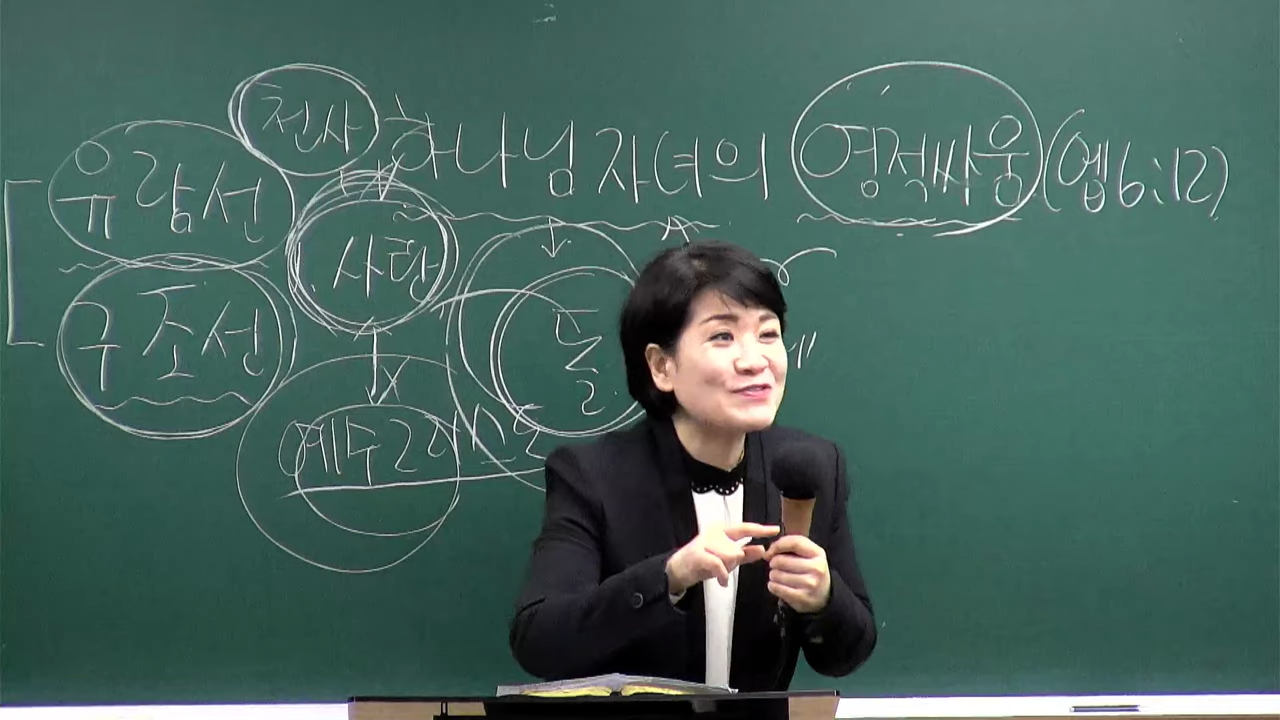 천사 하나님 자녀의 영적싸움 (엡6:12)
유람선
사탄
구조선
돌
예수그리스도